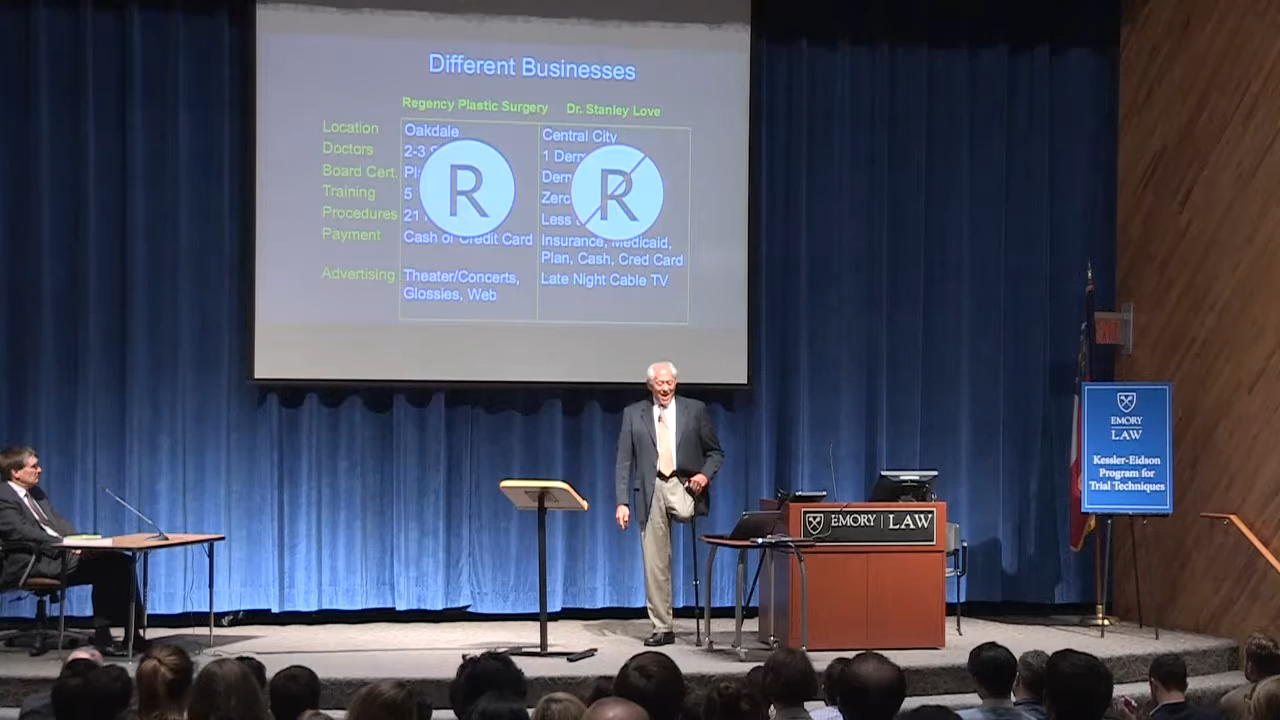 Different Businesses
Regency Plastic Surgery Dr. Stanley Love
Location Oakdale Central City
Doctors 2-3 1
Board Cert.
Training 5
Procedures 21 Less
Payment Cash or Credit Card Insurance, Medicaid,
Plan, Cash, Cred Card
Advertising Theater/Concerts, Late Night Cable TV
Glossies, Web
R
R
EMORY
LAW
Kessler-Eidson
Program for
Trial Techniques
EMORY | LAW
EXIT